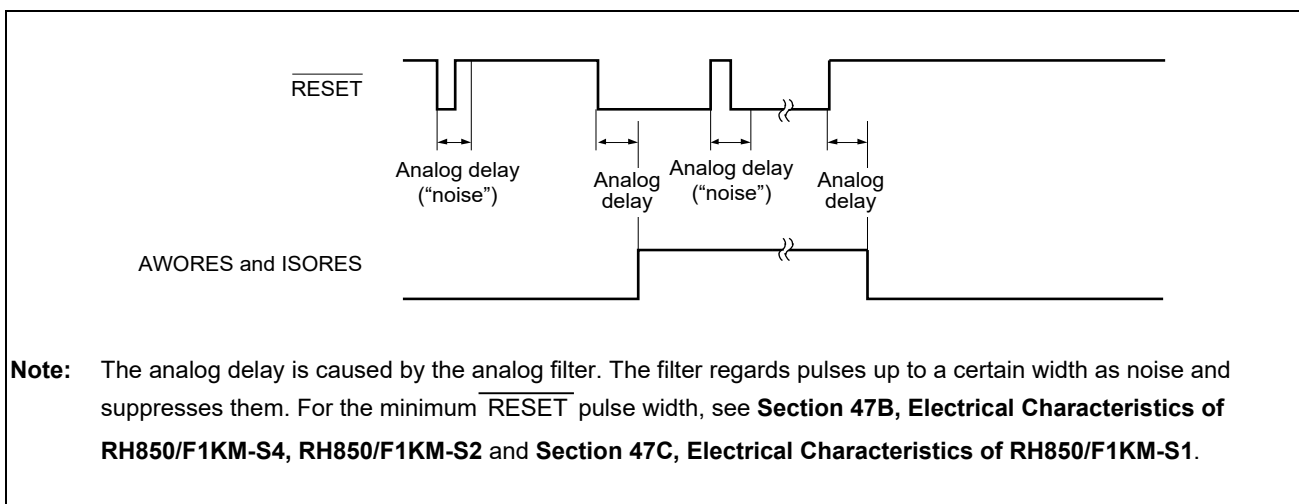 RESET
Analog delay
(“noise”)
Analog
delay
Analog delay
(“noise”)
Analog
delay
AWORES and ISORES
Note: The analog delay is caused by the analog filter. The filter regards pulses up to a certain width as noise and
suppresses them. For the minimum RESET pulse width, see Section 47B, Electrical Characteristics of
RH850/F1KM-S4, RH850/F1KM-S2 and Section 47C, Electrical Characteristics of RH850/F1KM-S1.